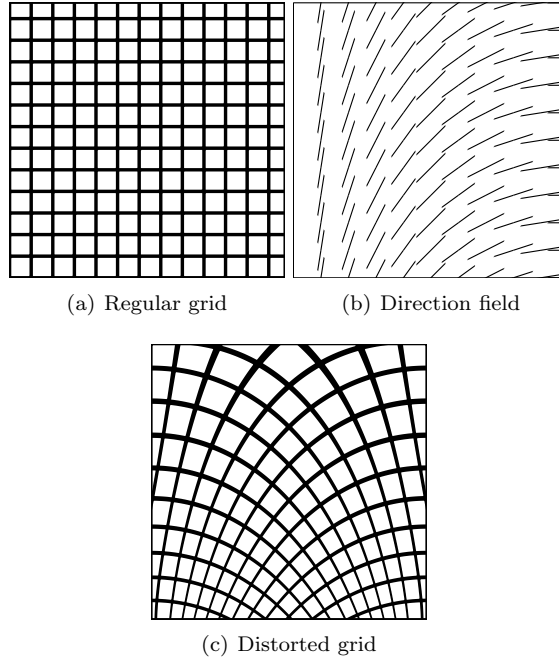 (a) Regular grid
(b) Direction field
(c) Distorted grid